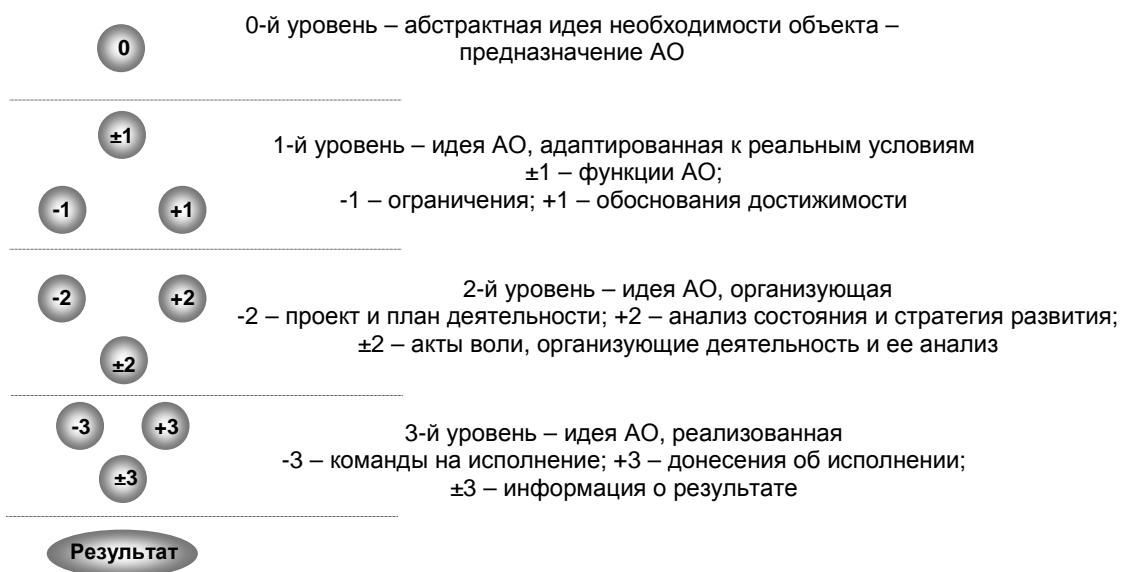 0
0-й уровень – абстрактная идея необходимости объекта –
предназначение АО
±1
1-й уровень – идея АО, адаптированная к реальным условиям
±1 – функции АО;
-1 +1
-1 – ограничения; +1 – обоснования достижимости
-2 +2
2-й уровень – идея АО, организующая
-2 – проект и план деятельности; +2 – анализ состояния и стратегия развития;
±2
±2 – акты воли, организующие деятельность и ее анализ
-3 +3
3-й уровень – идея АО, реализованная
-3 – команды на исполнение; +3 – донесения об исполнении;
±3
±3 – информация о результате
Результат